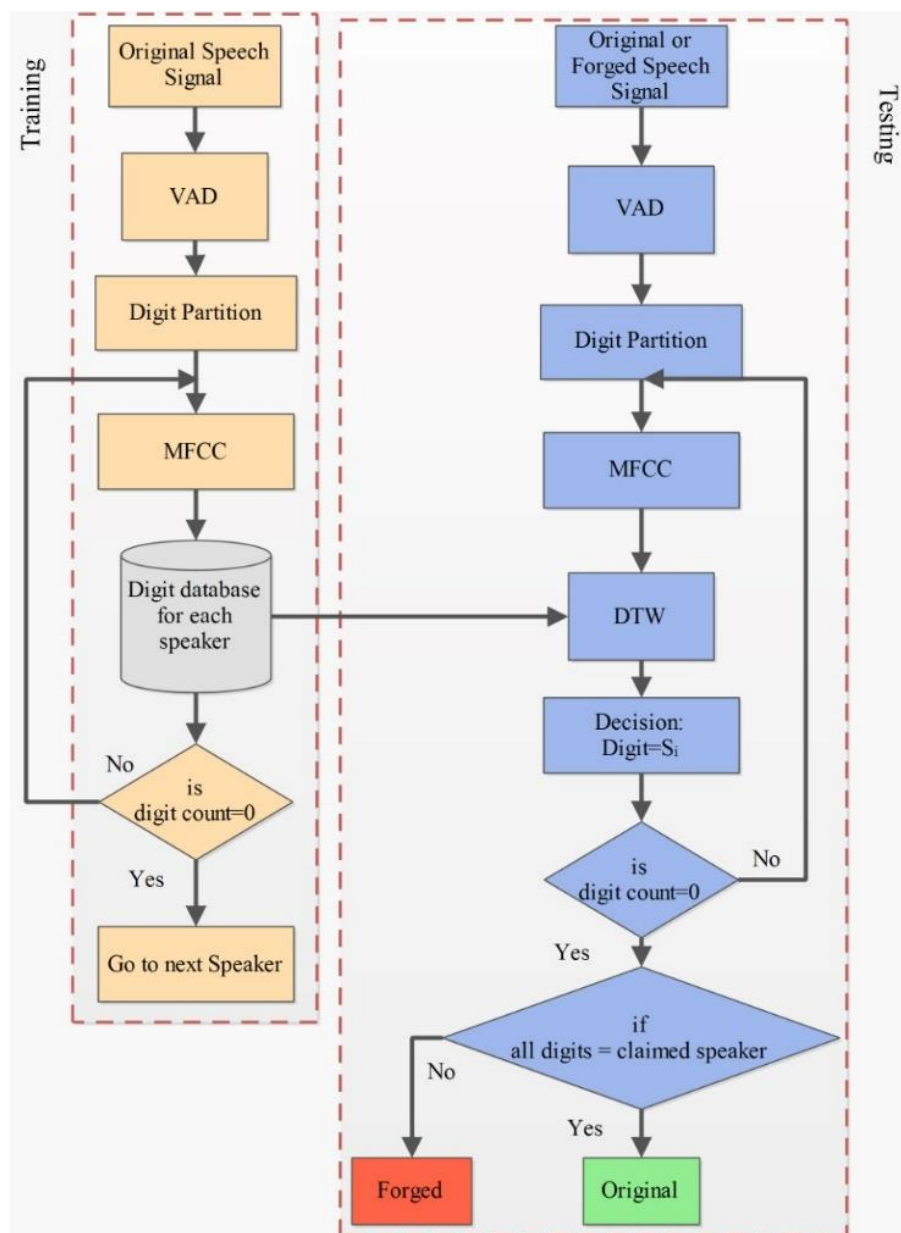 Training
Original Speech
Signal
VAD
Digit Partition
MFCC
Digit database
for each
speaker
No
is
digit count=0
Yes
Go to next Speaker
Testing
Original or
Forged Speech
Signal
VAD
Digit Partition
MFCC
DTW
Decision:
Digit=Si
is
digit count=0
No
Yes
if
all digits = claimed speaker
No
Yes
Forged
Original